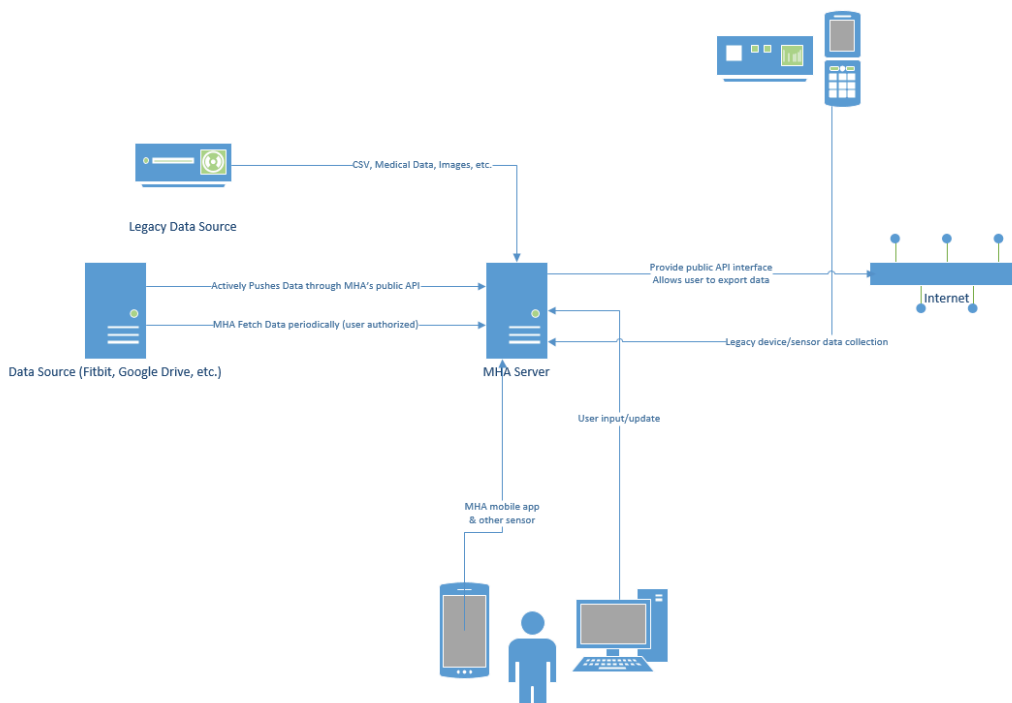 CSV, Medical Data, Images, etc.
Legacy Data Source
Provide public API interface
Allows user to export data
Actively Pushes Data through MHA's public API
Internet
MHA Fetch Data periodically (user authorized)
Legacy device/sensor data collection
Data Source (Fitbit, Google Drive, etc.)
MHA Server
User input/update
MHA mobile app
& other sensor